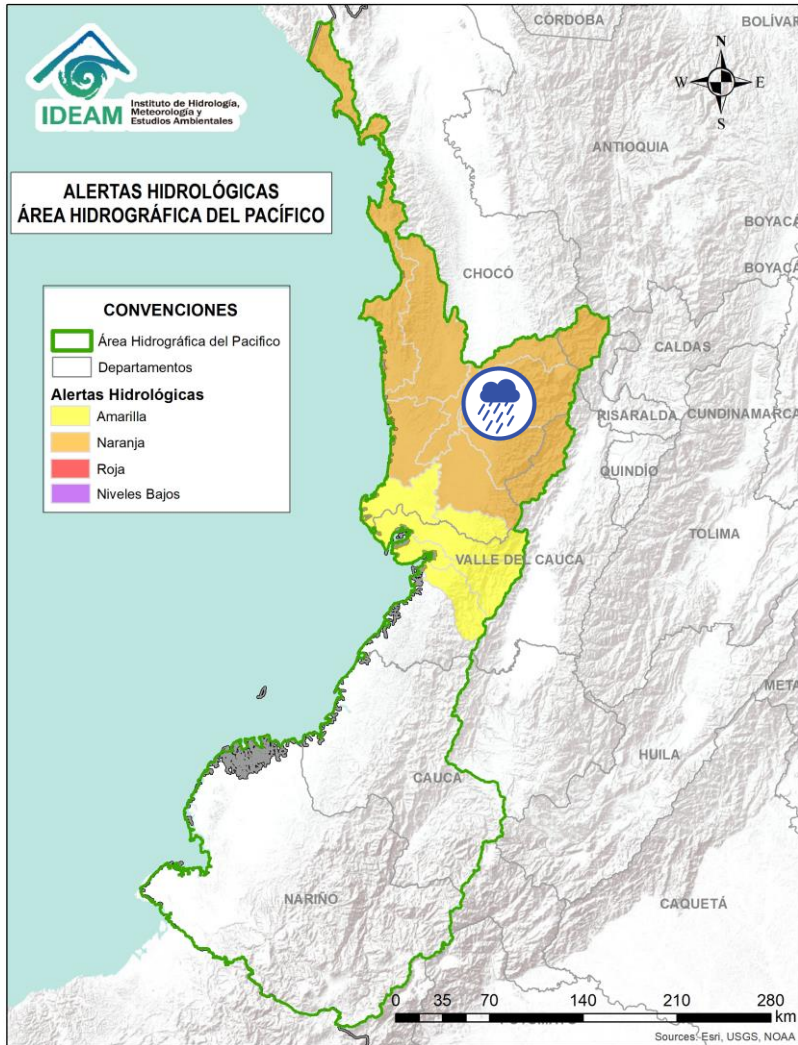 CÓRDOBA
BOLÍVAR
N
W E
S
IDEAM
Instituto de Hidrología,
Meteorología y
Estudios Ambientales
ANTIOQUIA
ALERTAS HIDROLÓGICAS
ÁREA HIDROGRÁFICA DEL PACÍFICO
BOYACÁ
BOYACÁ
CHOCÓ
CONVENCIONES
Área Hidrográfica del Pacifico
Departamentos
Alertas Hidrológicas
Amarilla
Naranja
Roja
Niveles Bajos
CALDAS
RISARALDA
CUNDINAMARCA
QUINDÍO
TOLIMA
VALLE DEL CAUCA
META
HUILA
CAUCA
NARIÑO
CAQUETÁ
0 35 70 140 210 280
km
Sources: Esri, USGS, NOAA